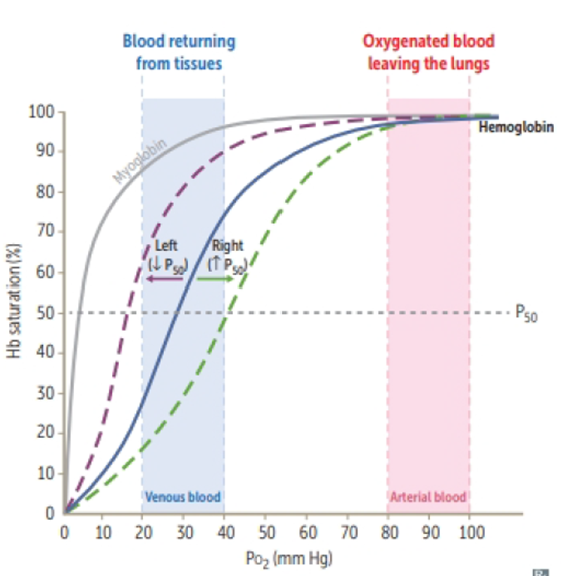 Blood returning
from tissues
Oxygenated blood
leaving the lungs
100
90
80
70
60
50
40
30
20
10
0
Hb saturation (%)
Myoglobin
Hemoglobin
Left
(↓ P50)
Right
(↑ P50)
P50
Venous blood
Arterial blood
0 10 20 30 40 50 60 70 80 90 100
PO2 (mm Hg)